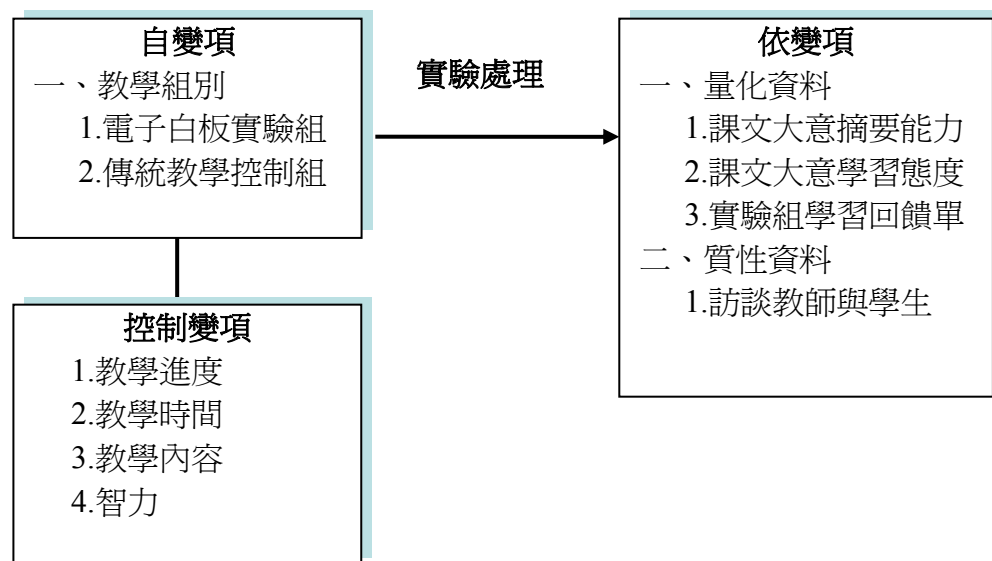 自變項
一、教學組別
1.電子白板實驗組
2.傳統教學控制組
實驗處理
依變項
一、量化資料
1.課文大意摘要能力
2.課文大意學習態度
3.實驗組學習回饋單
二、質性資料
1.訪談教師與學生
控制變項
1.教學進度
2.教學時間
3.教學內容
4.智力